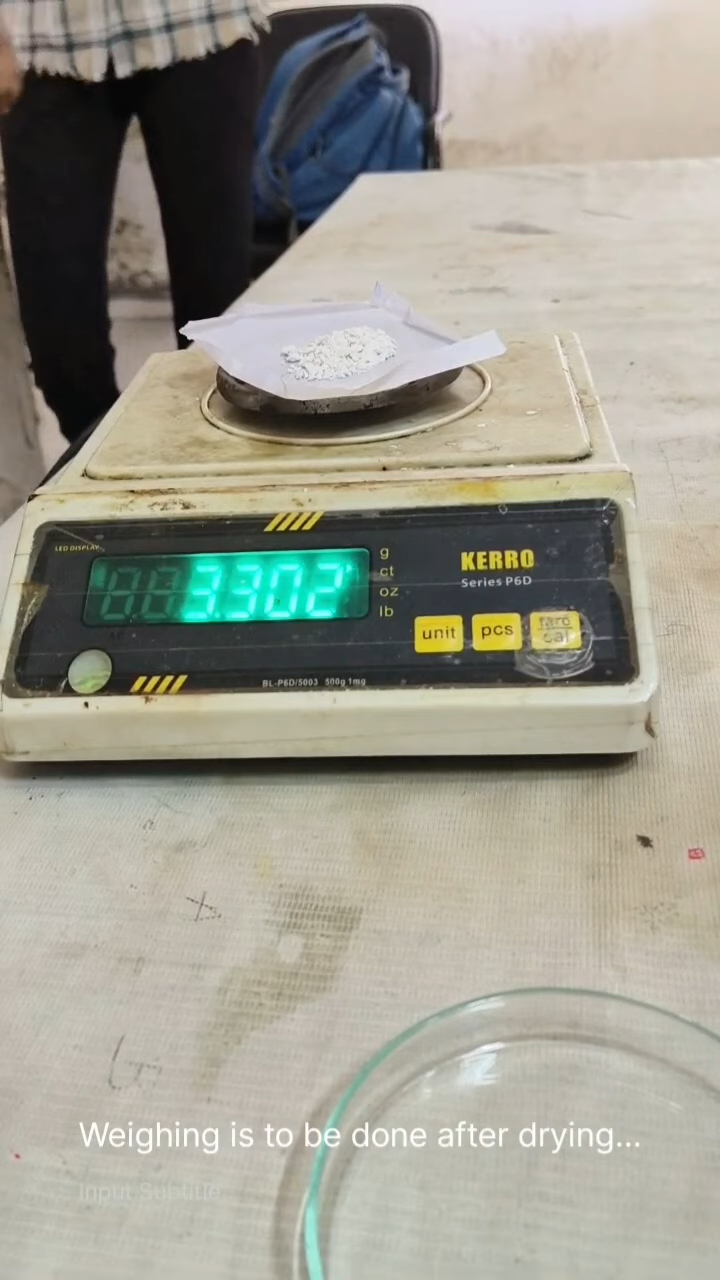 LED DISPLAY
3.302
g
ct
oz
lb
KERRO
Series P6D
unit
pcs
tare
cal
BL-P6D/5003 500g 1mg
Weighing is to be done after drying...
Input Subtitle